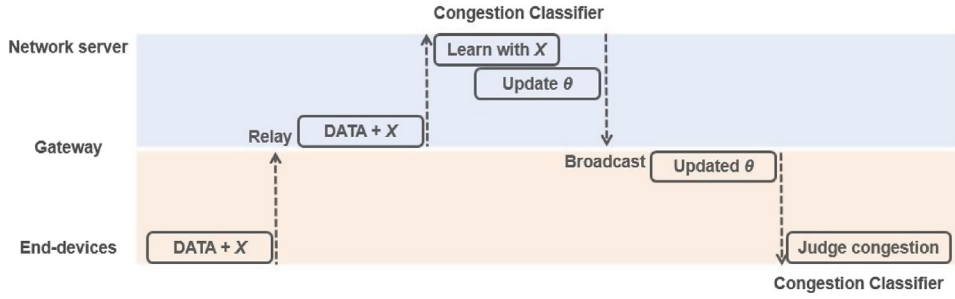 Congestion Classifier
Network server
Learn with X
Update θ
Relay
DATA + X
Gateway
Broadcast
Updated θ
End-devices
DATA + X
Judge congestion
Congestion Classifier